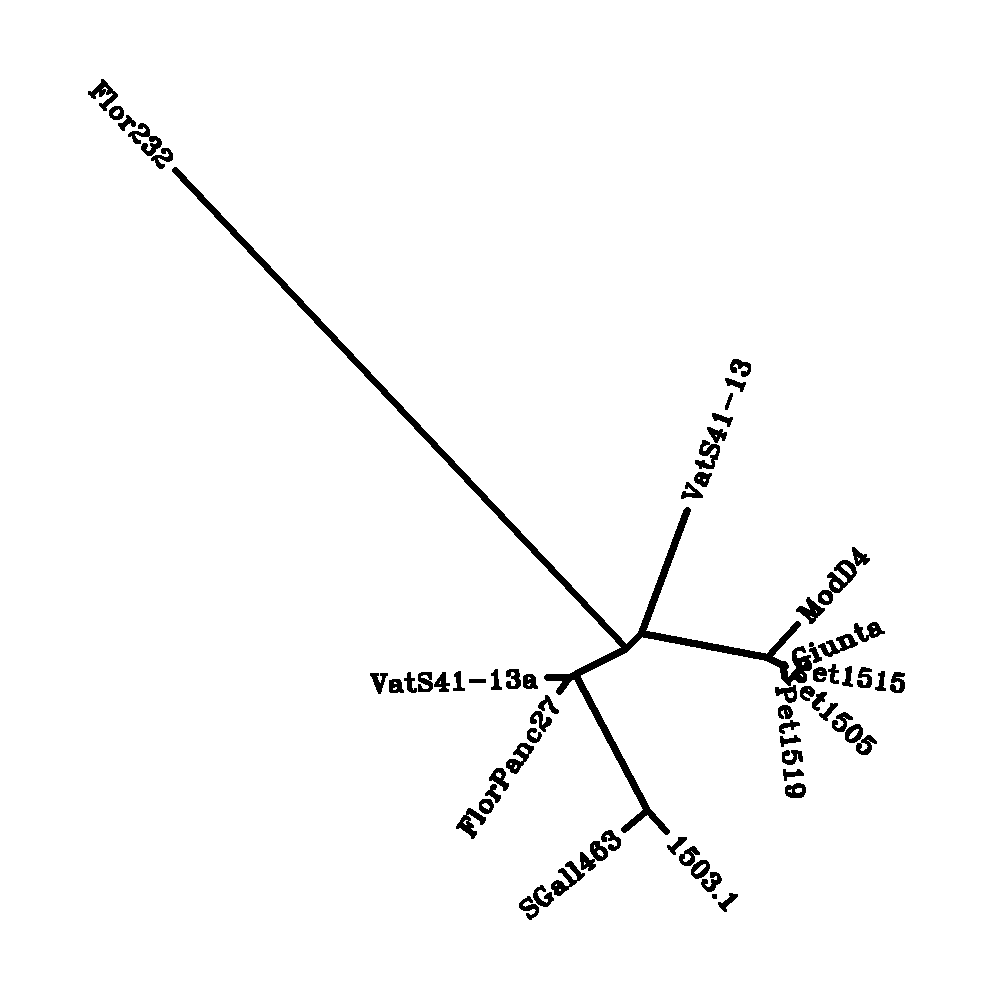 Flor232
VatS41-13
ModD4
Giunta
Pet1515
Pet1505
Pet1519
VatS41-13a
FlorPanc27
SGall463
1503.1